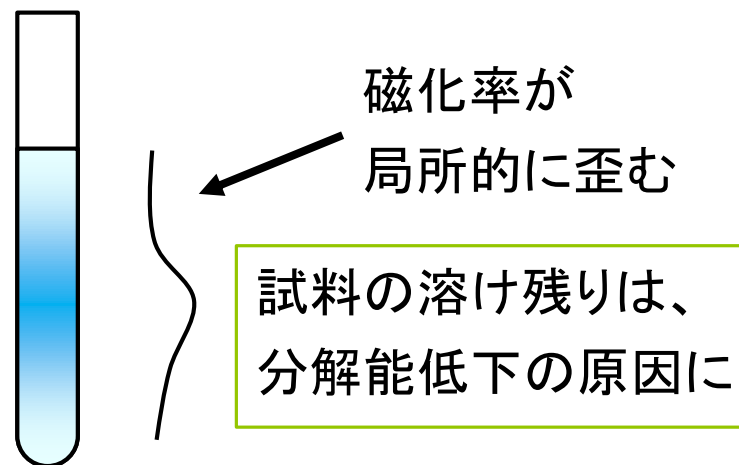 磁化率が
局所的に歪む
試料の溶け残りは、
分解能低下の原因に